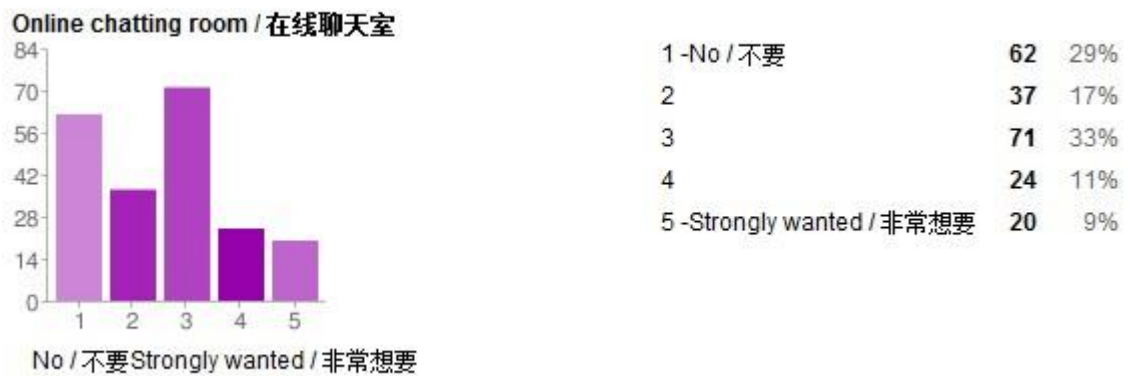 Online chatting room / 在线聊天室
84
70
56
42
28
14
0
1 2 3 4 5
No / 不要Strongly wanted / 非常想要
1 -No / 不要 62 29%
2 37 17%
3 71 33%
4 24 11%
5 -Strongly wanted / 非常想要 20 9%